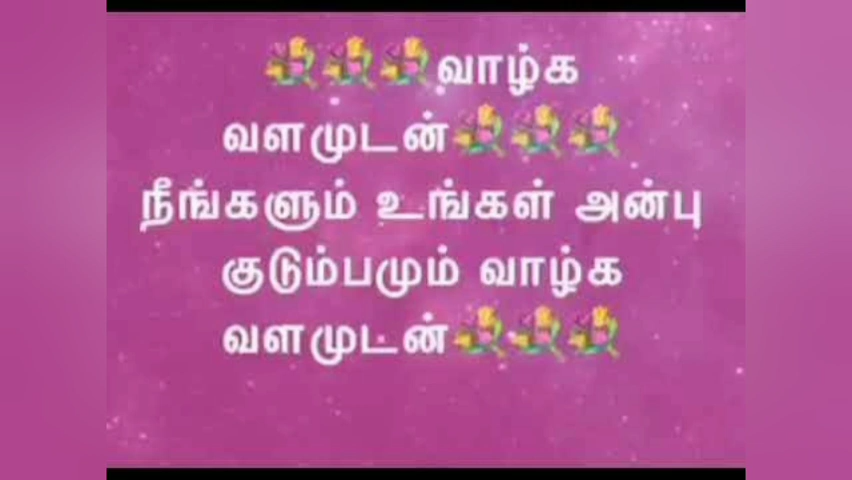 💐💐💐வாழ்க
வளமுடன்💐💐💐
நீங்களும் உங்கள் அன்பு
குடும்பமும் வாழ்க
வளமுடன்💐💐💐